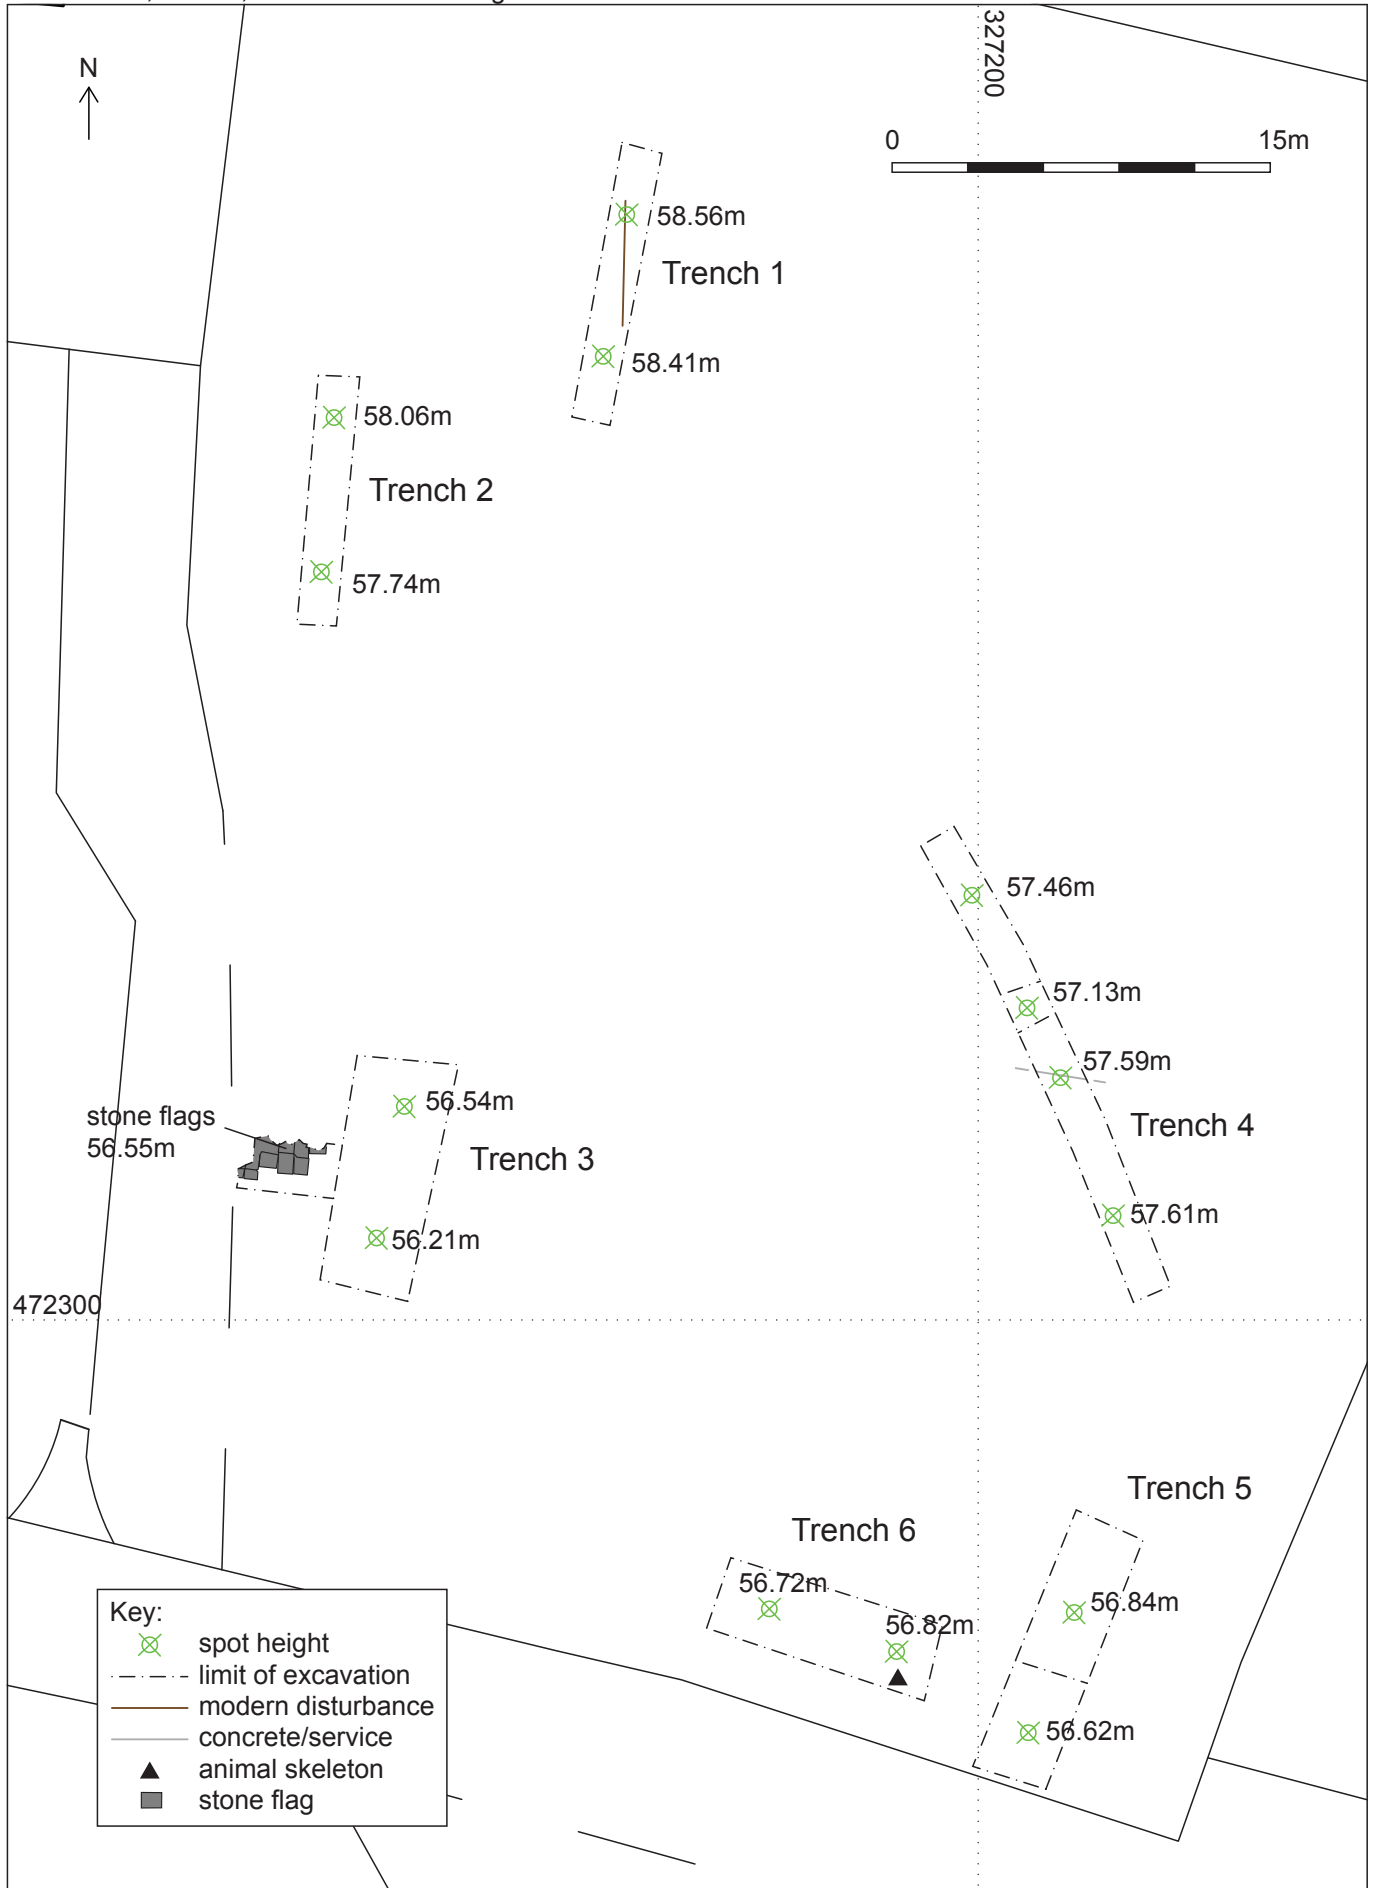 327200
N
0 15m
58.56m
Trench 1
58.41m
58.06m
Trench 2
57.74m
57.46m
57.13m
57.59m
Trench 4
57.61m
56.54m
stone flags
56.55m
Trench 3
56.21m
472300
Trench 5
Trench 6
56.72m
56.82m
56.84m
56.62m
Key:
spot height
limit of excavation
modern disturbance
concrete/service
animal skeleton
stone flag